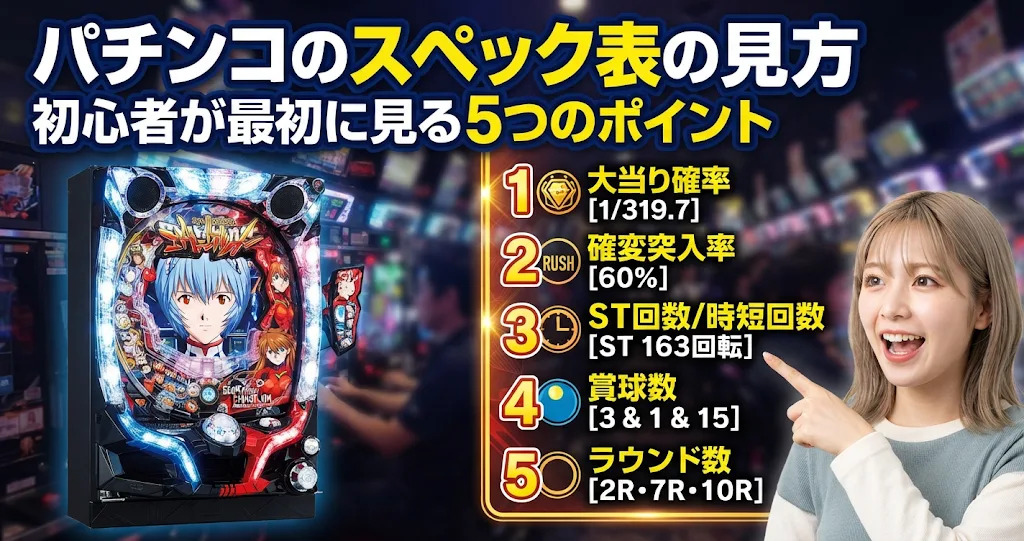 パチンコのスペック表の見方
初心者が最初に見る5つのポイント
1
大当り確率
[1/319.7]
2
RUSH
確変突入率
[60%]
3
ST回数/時短回数
[ST 163回転]
4
賞球数
[3 & 1 & 15]
5
ラウンド数
[2R・7R・10R]